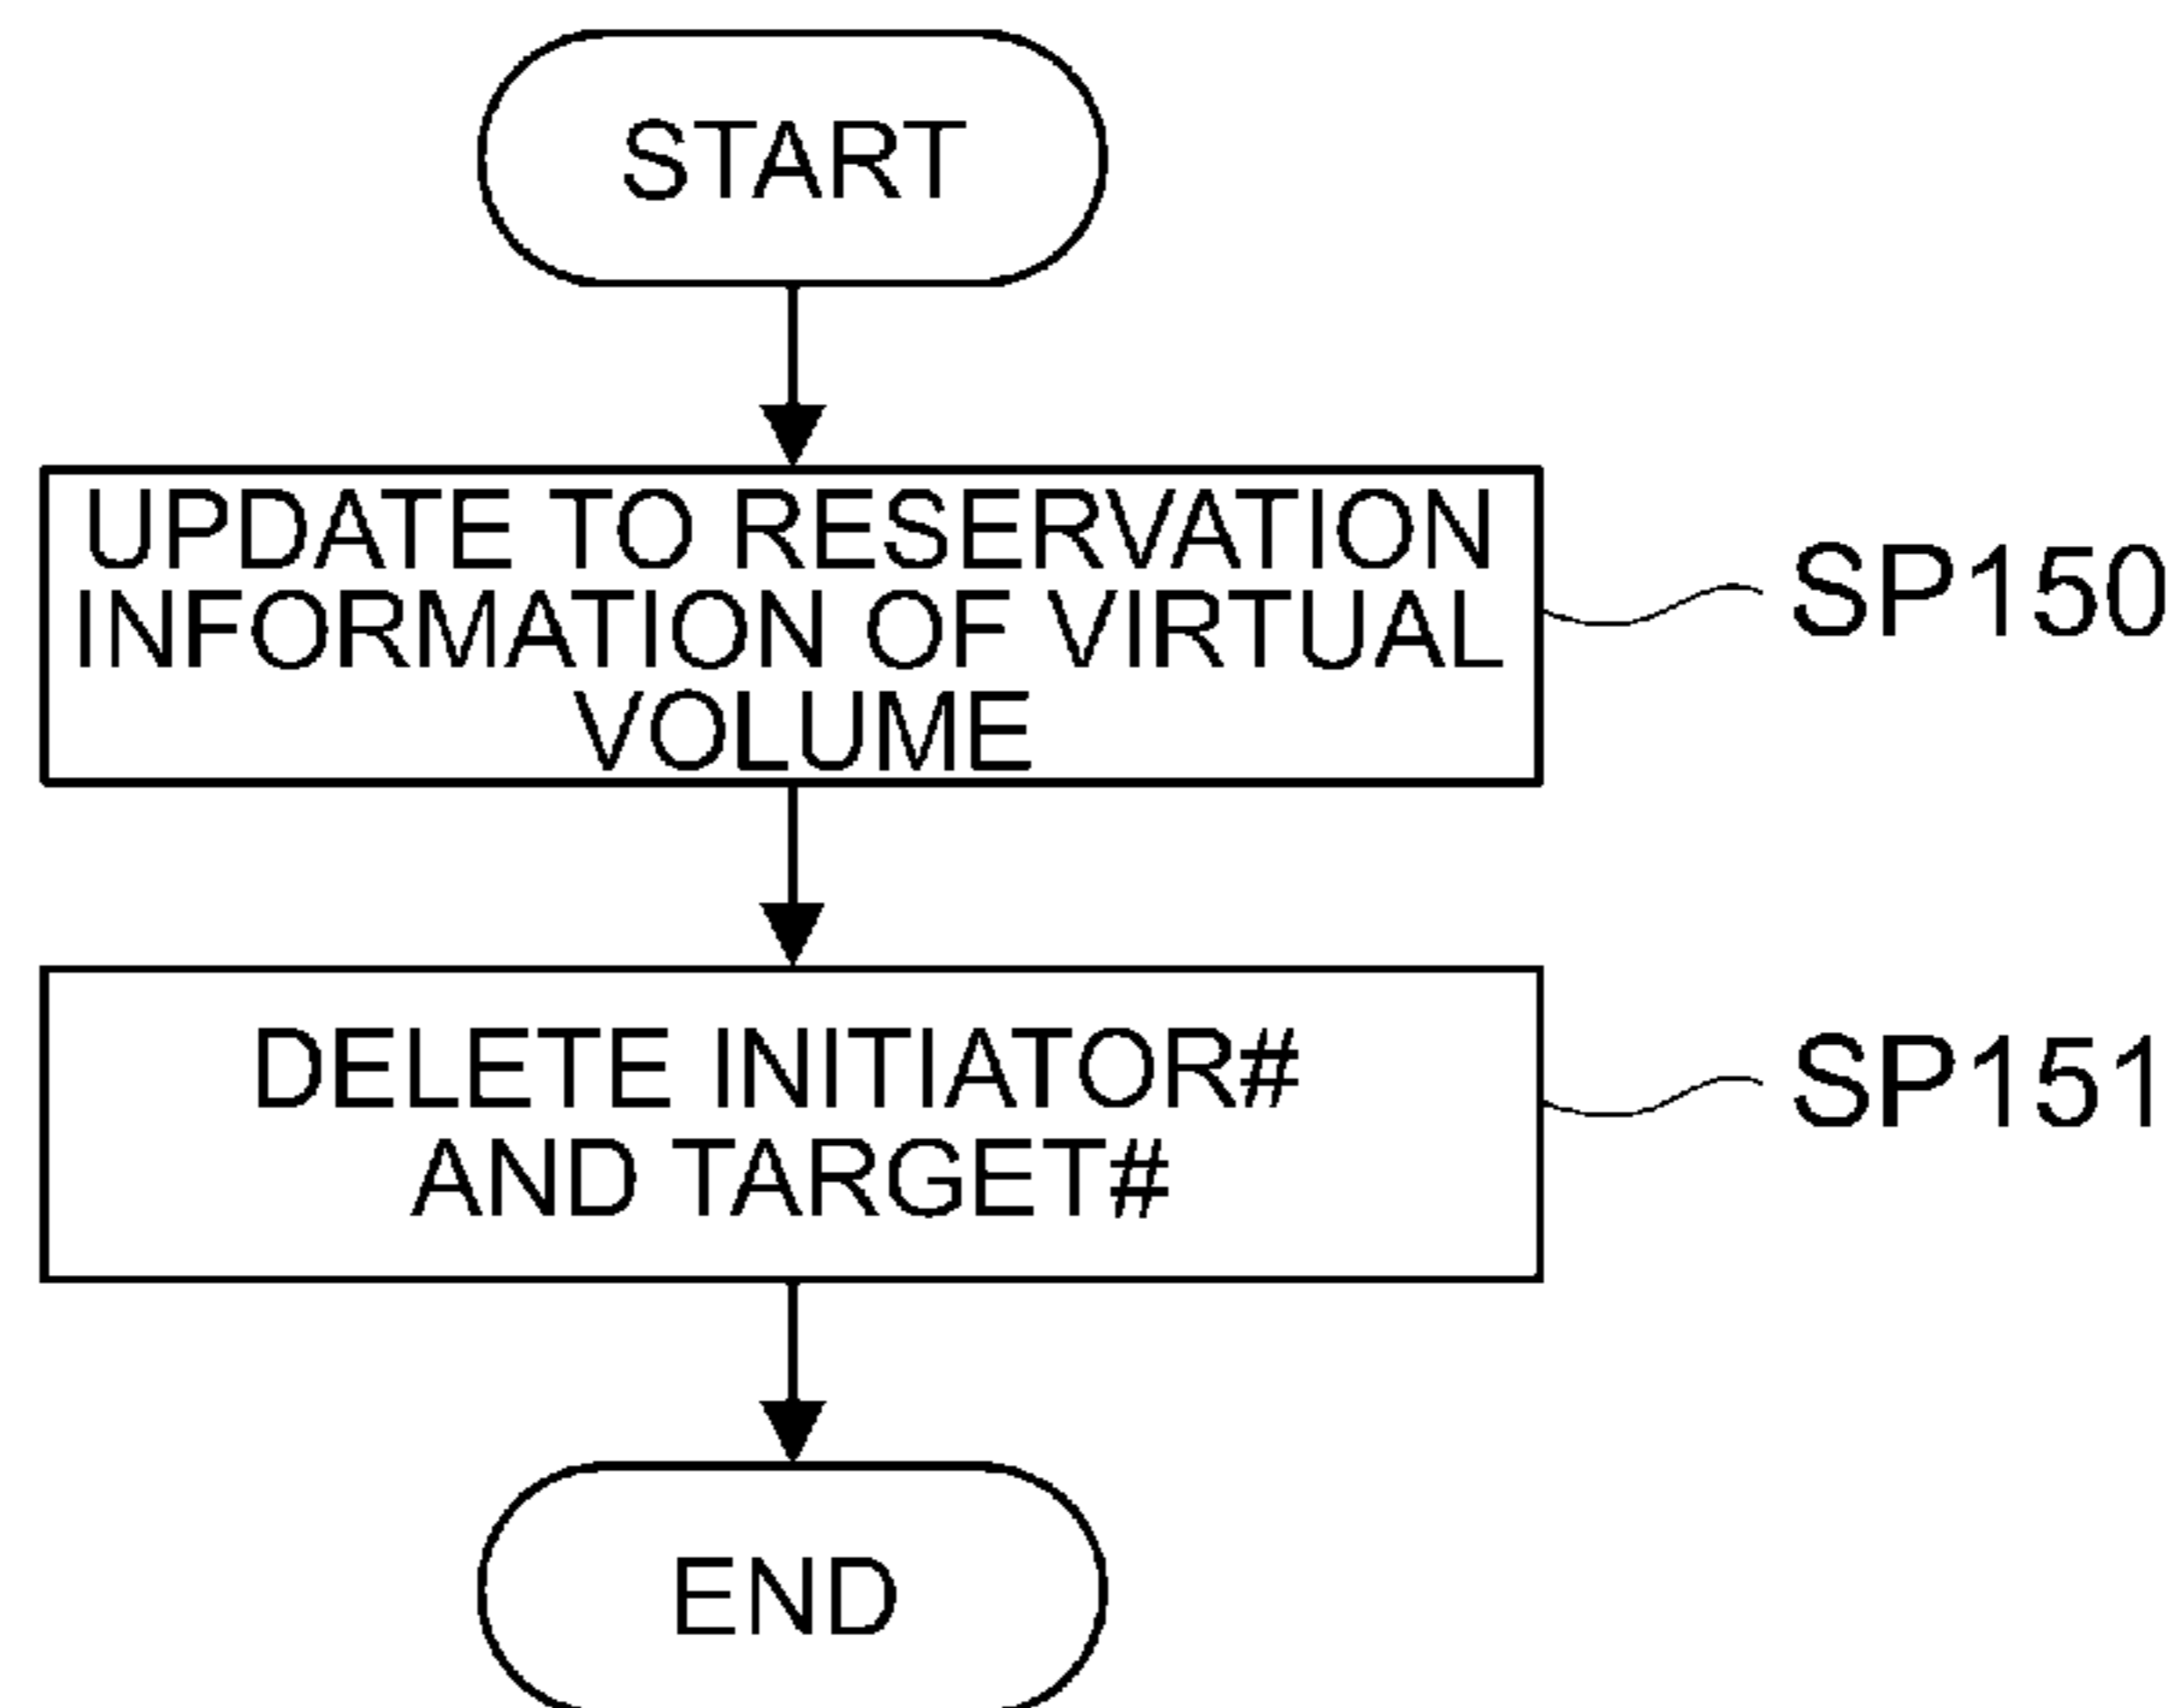 START
UPDATE TO RESERVATION
INFORMATION OF VIRTUAL
VOLUME
SP150
DELETE INITIATOR#
AND TARGET#
SP151
END